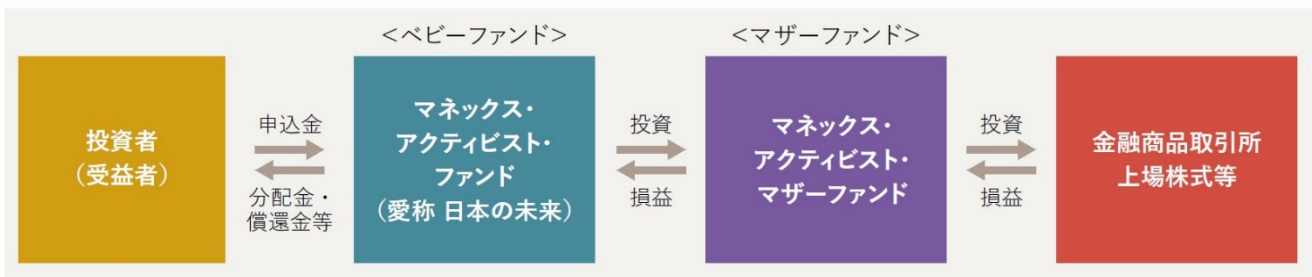 <ベビーファンド>
<マザーファンド>
投資者
(受益者)
申込金
分配金・
償還金等
マネックス・
アクティビスト・
ファンド
(愛称 日本の未来)
投資
損益
マネックス・
アクティビスト・
マザーファンド
投資
損益
金融商品取引所
上場株式等